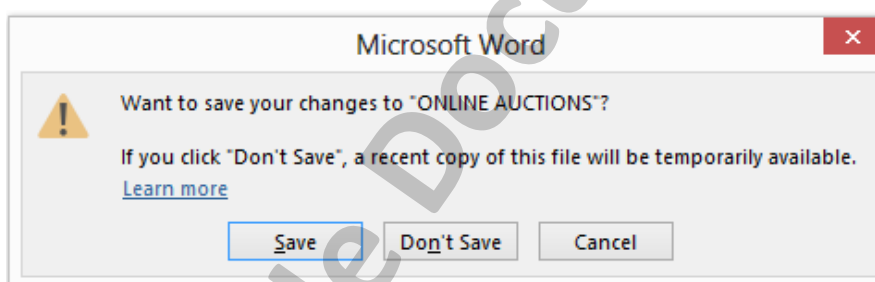 Microsoft Word
Want to save your changes to "ONLINE AUCTIONS"?
If you click "Don't Save", a recent copy of this file will be temporarily available.
Learn more
Save Don't Save Cancel